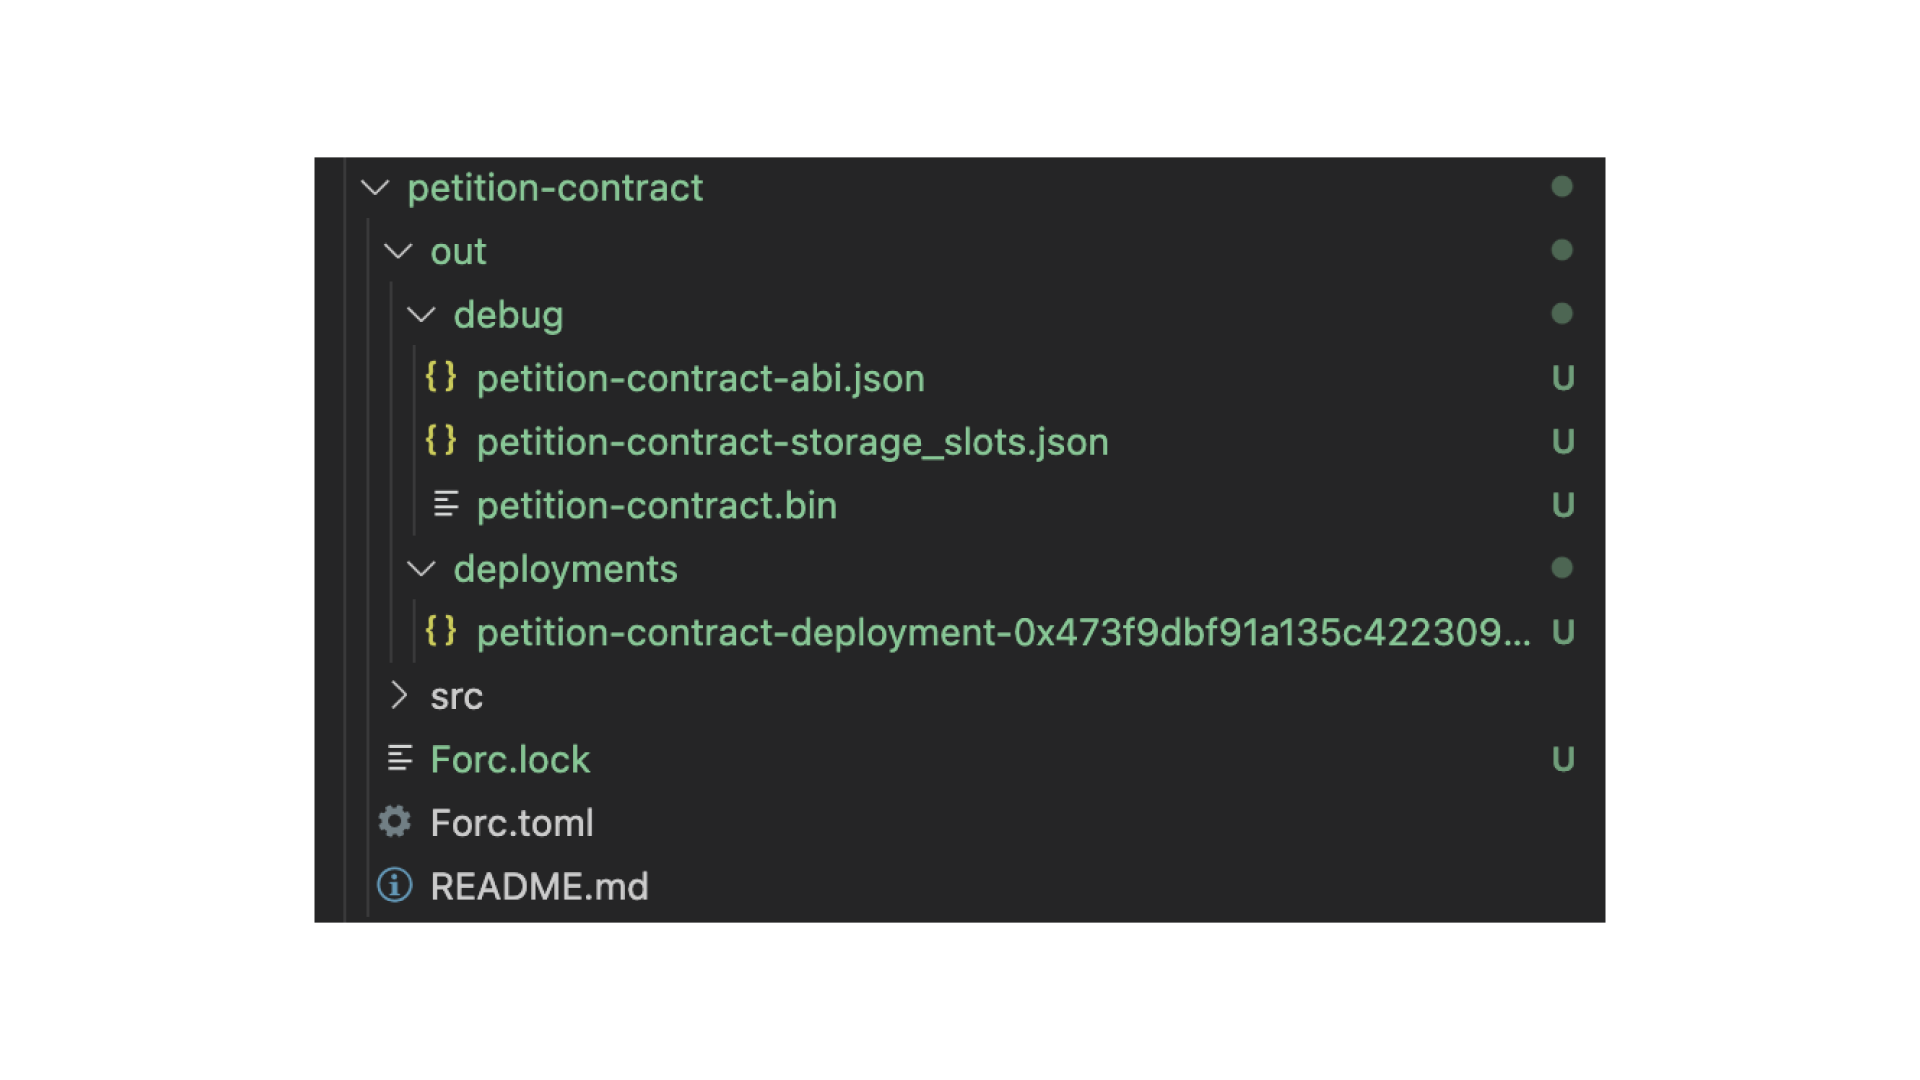 petition-contract
out
debug
{} petition-contract-abi.json U
{} petition-contract-storage_slots.json U
petition-contract.bin U
deployments
{} petition-contract-deployment-0x473f9dbf91a135c422309... U
src
Forc.lock U
Forc.toml
README.md